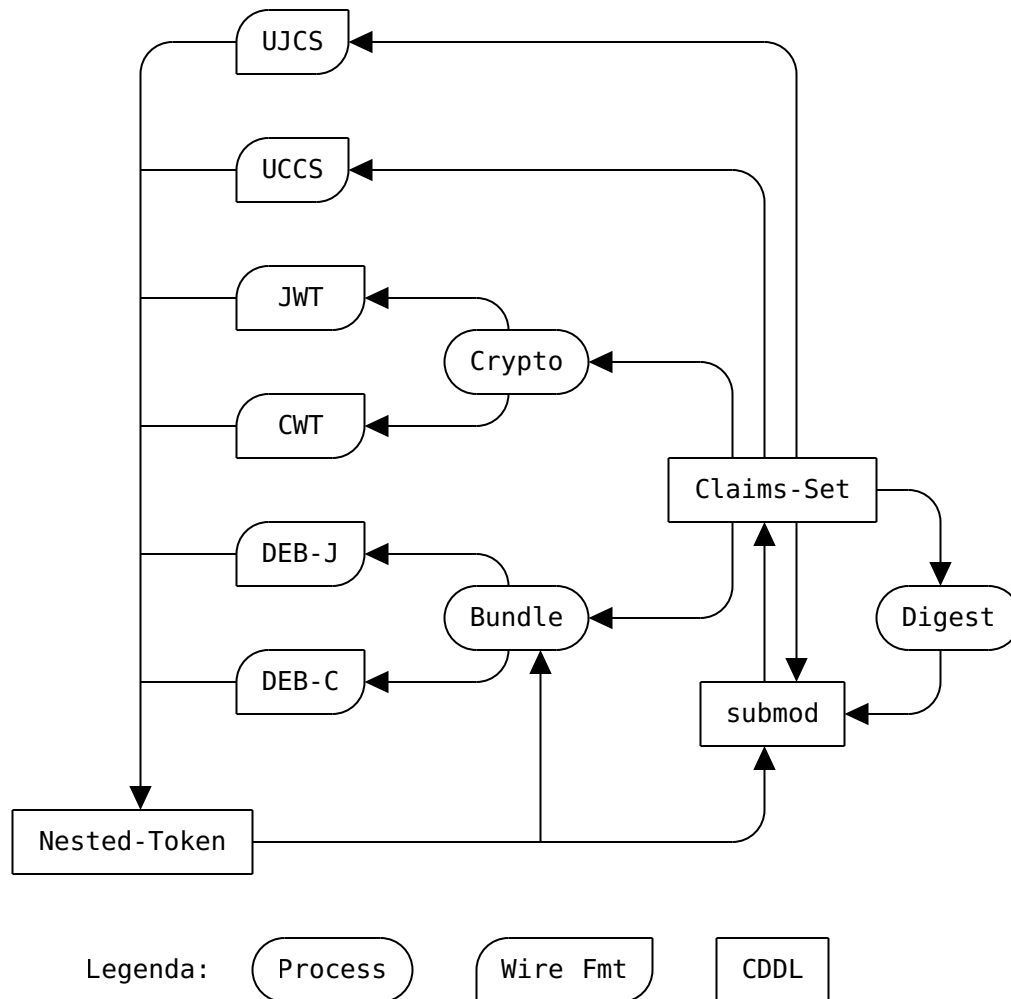 UJCS
UCCS
JWT
Crypto
CWT
Claims-Set
DEB-J
Bundle
Digest
DEB-C
submod
Nested-Token
Legenda: Process Wire Fmt CDDL